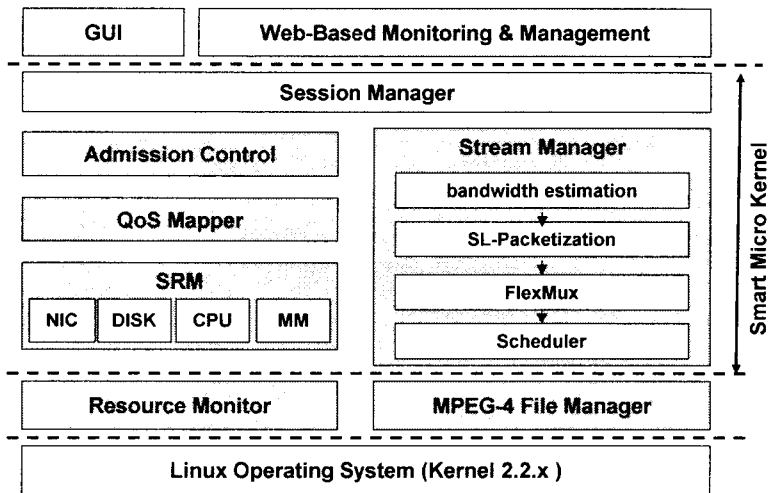 GUI
Web-Based Monitoring & Management
Session Manager
Admission Control
QoS Mapper
SRM
NIC
DISK
CPU
MM
Stream Manager
bandwidth estimation
SL-Packetization
FlexMux
Scheduler
Smart Micro Kernel
Resource Monitor
MPEG-4 File Manager
Linux Operating System (Kernel 2.2.x )